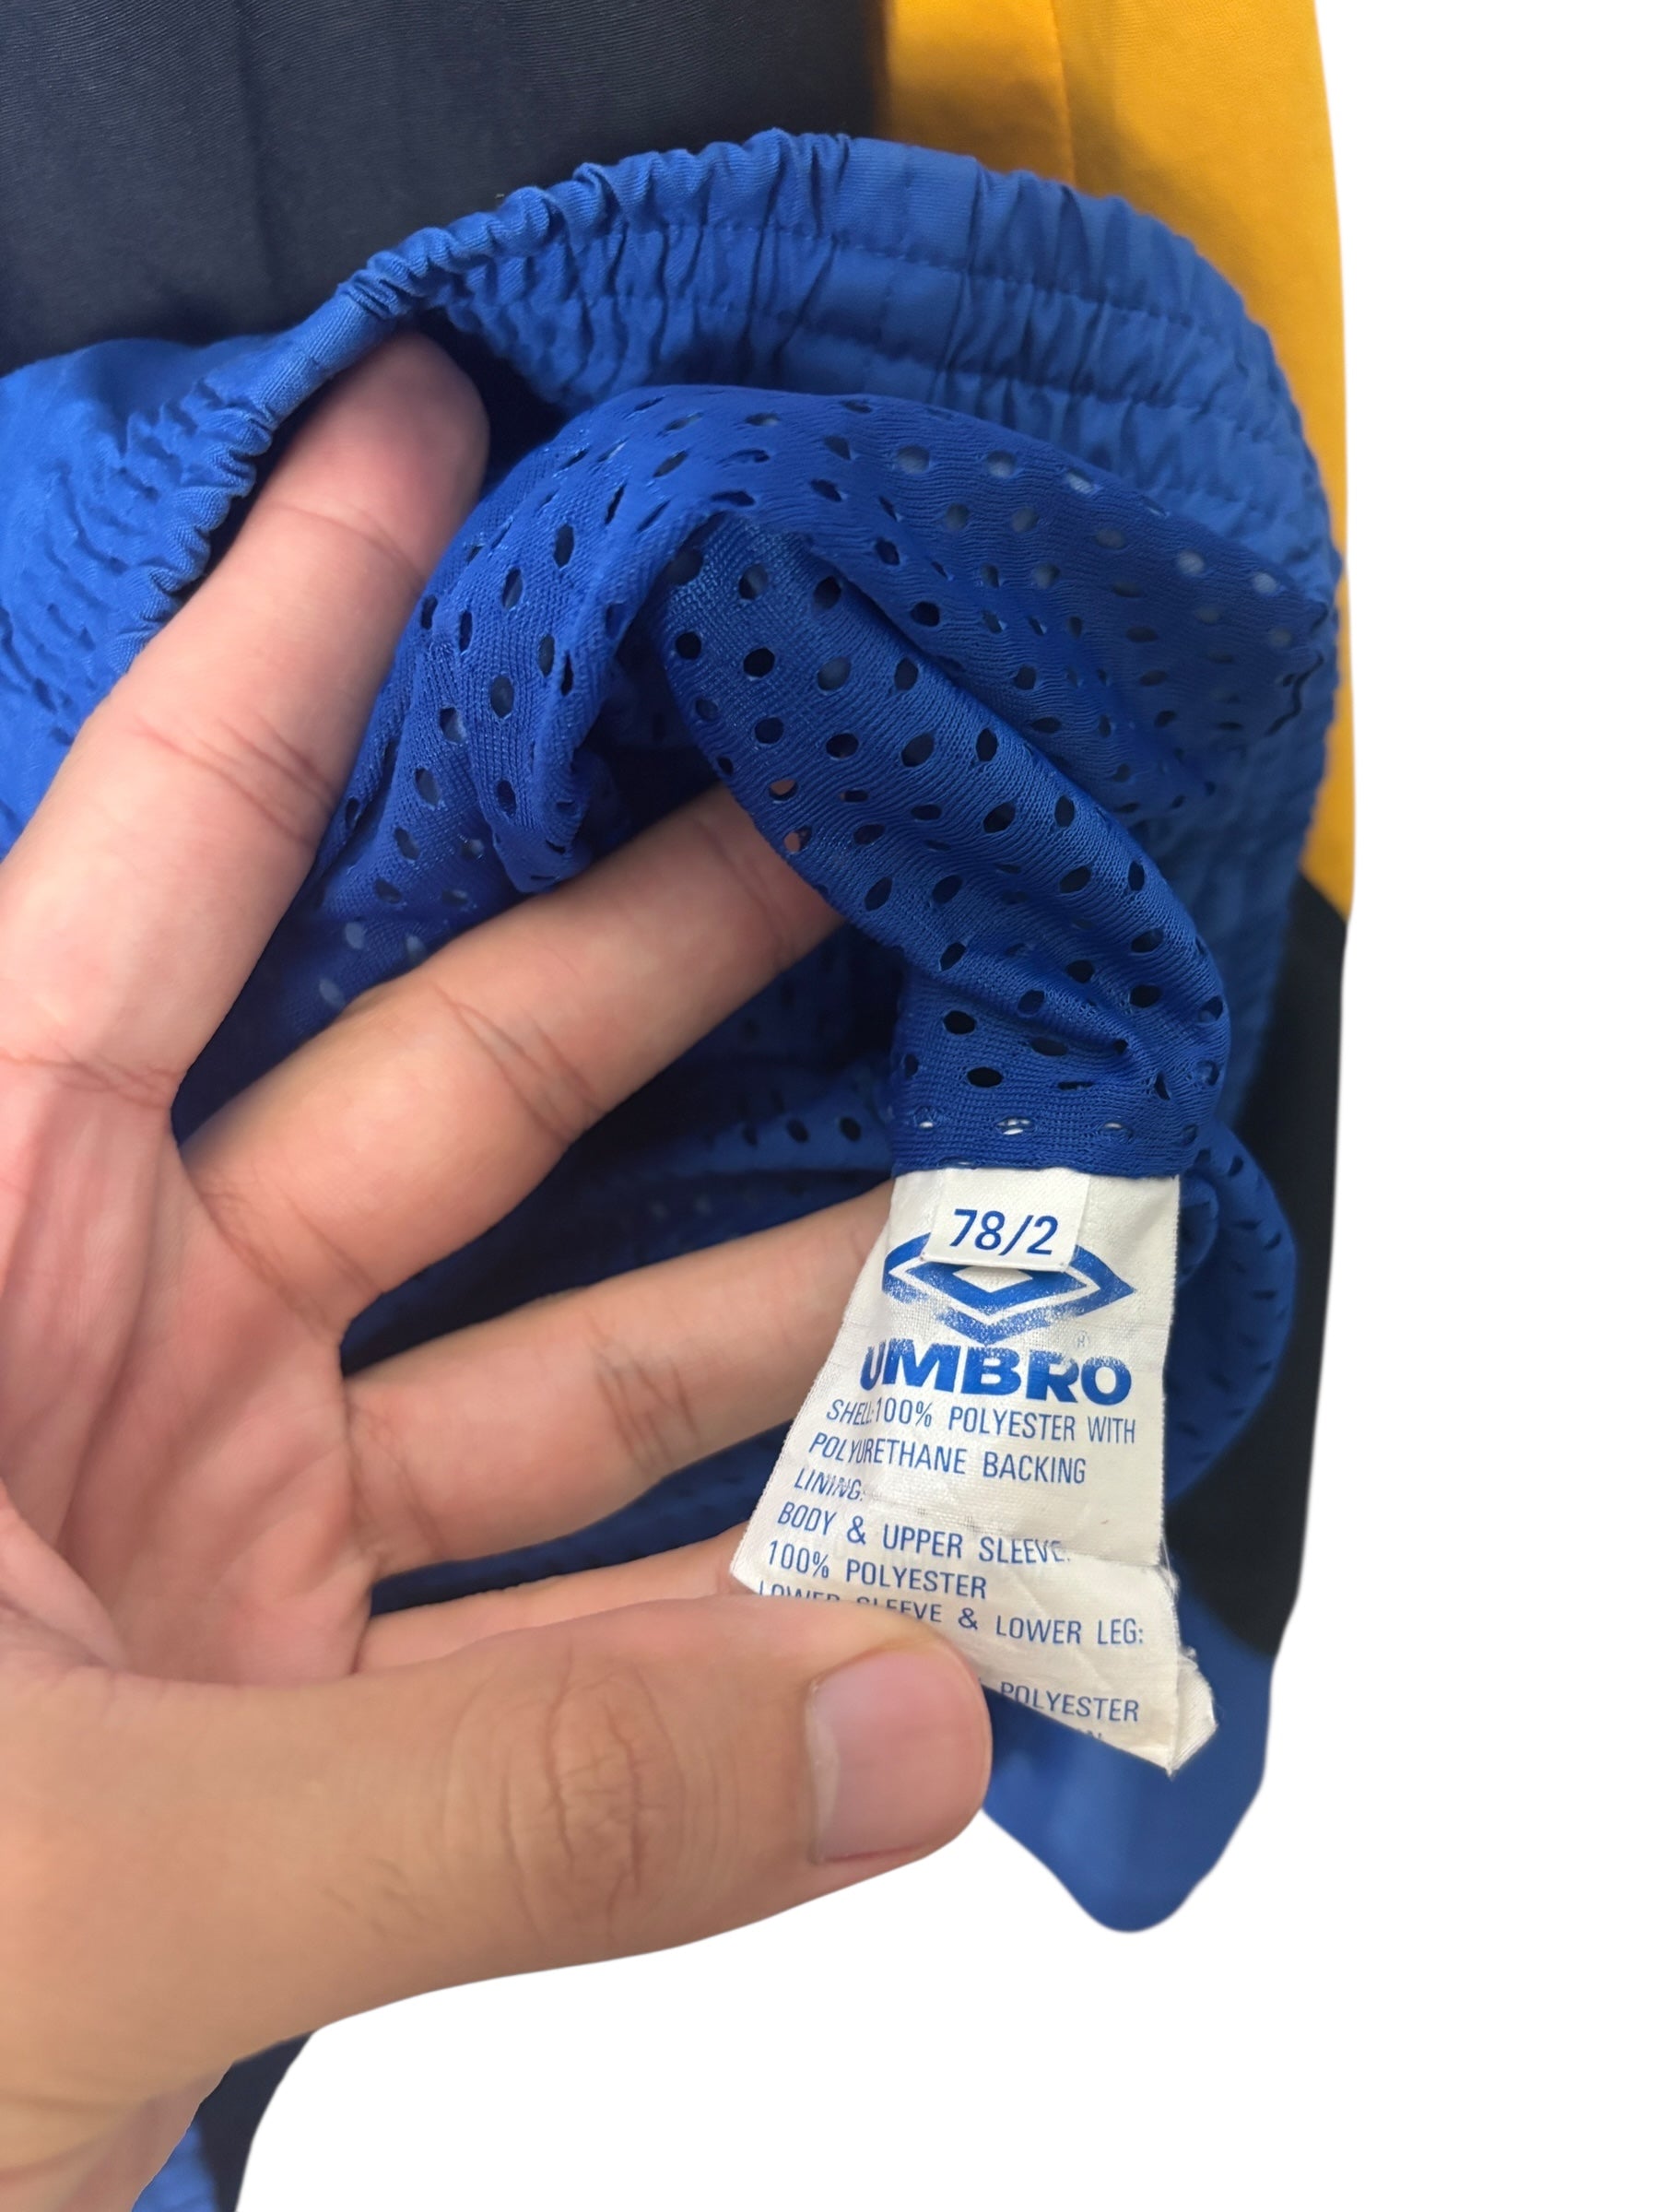 78/2
UMBRO
®
SHELL:100% POLYESTER WITH
POLYURETHANE BACKING
LINING:
BODY & UPPER SLEEVE:
100% POLYESTER
LOWER SLEEVE & LOWER LEG:
POLYESTER